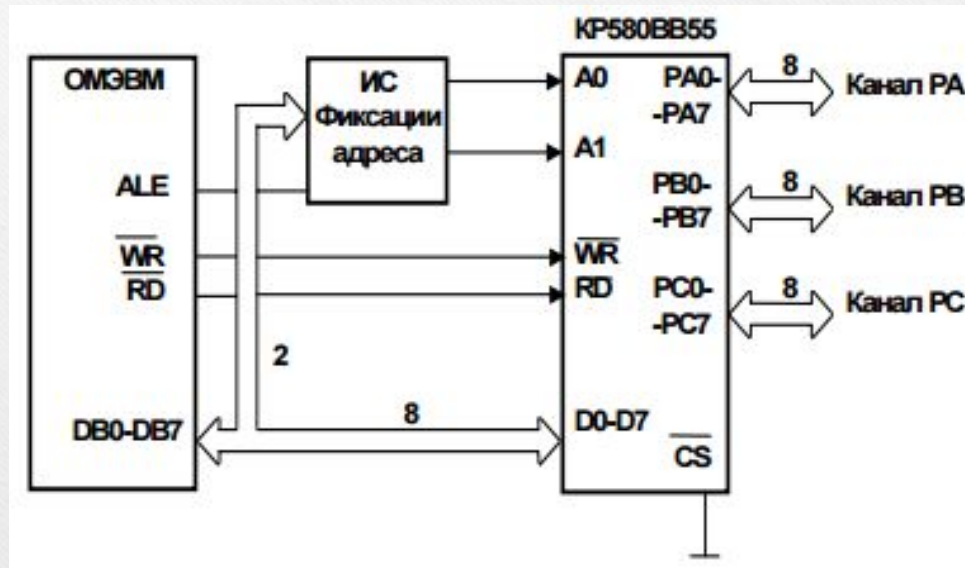 КР580ВВ55
ОМЭВМ
ALE
WR
RD
DB0-DB7
ИС
Фиксации
адреса
2
8
A0
A1
WR
RD
D0-D7
CS
PA0-
-PA7
PB0-
-PB7
PC0-
-PC7
8
Канал PA
8
Канал PB
8
Канал PC